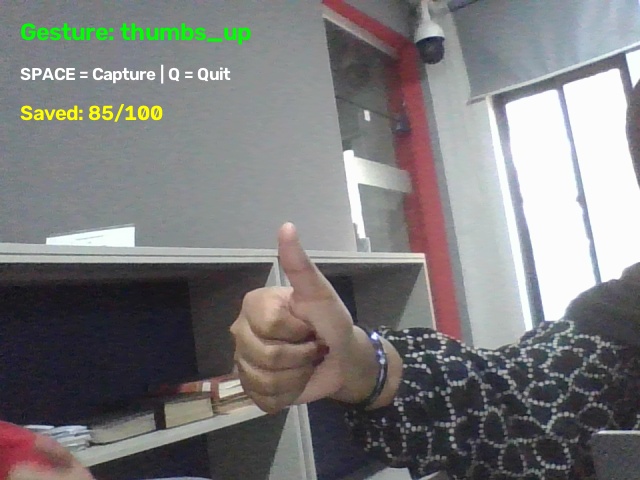 Gesture: thumbs_up
SPACE = Capture | Q = Quit
Saved: 85/100